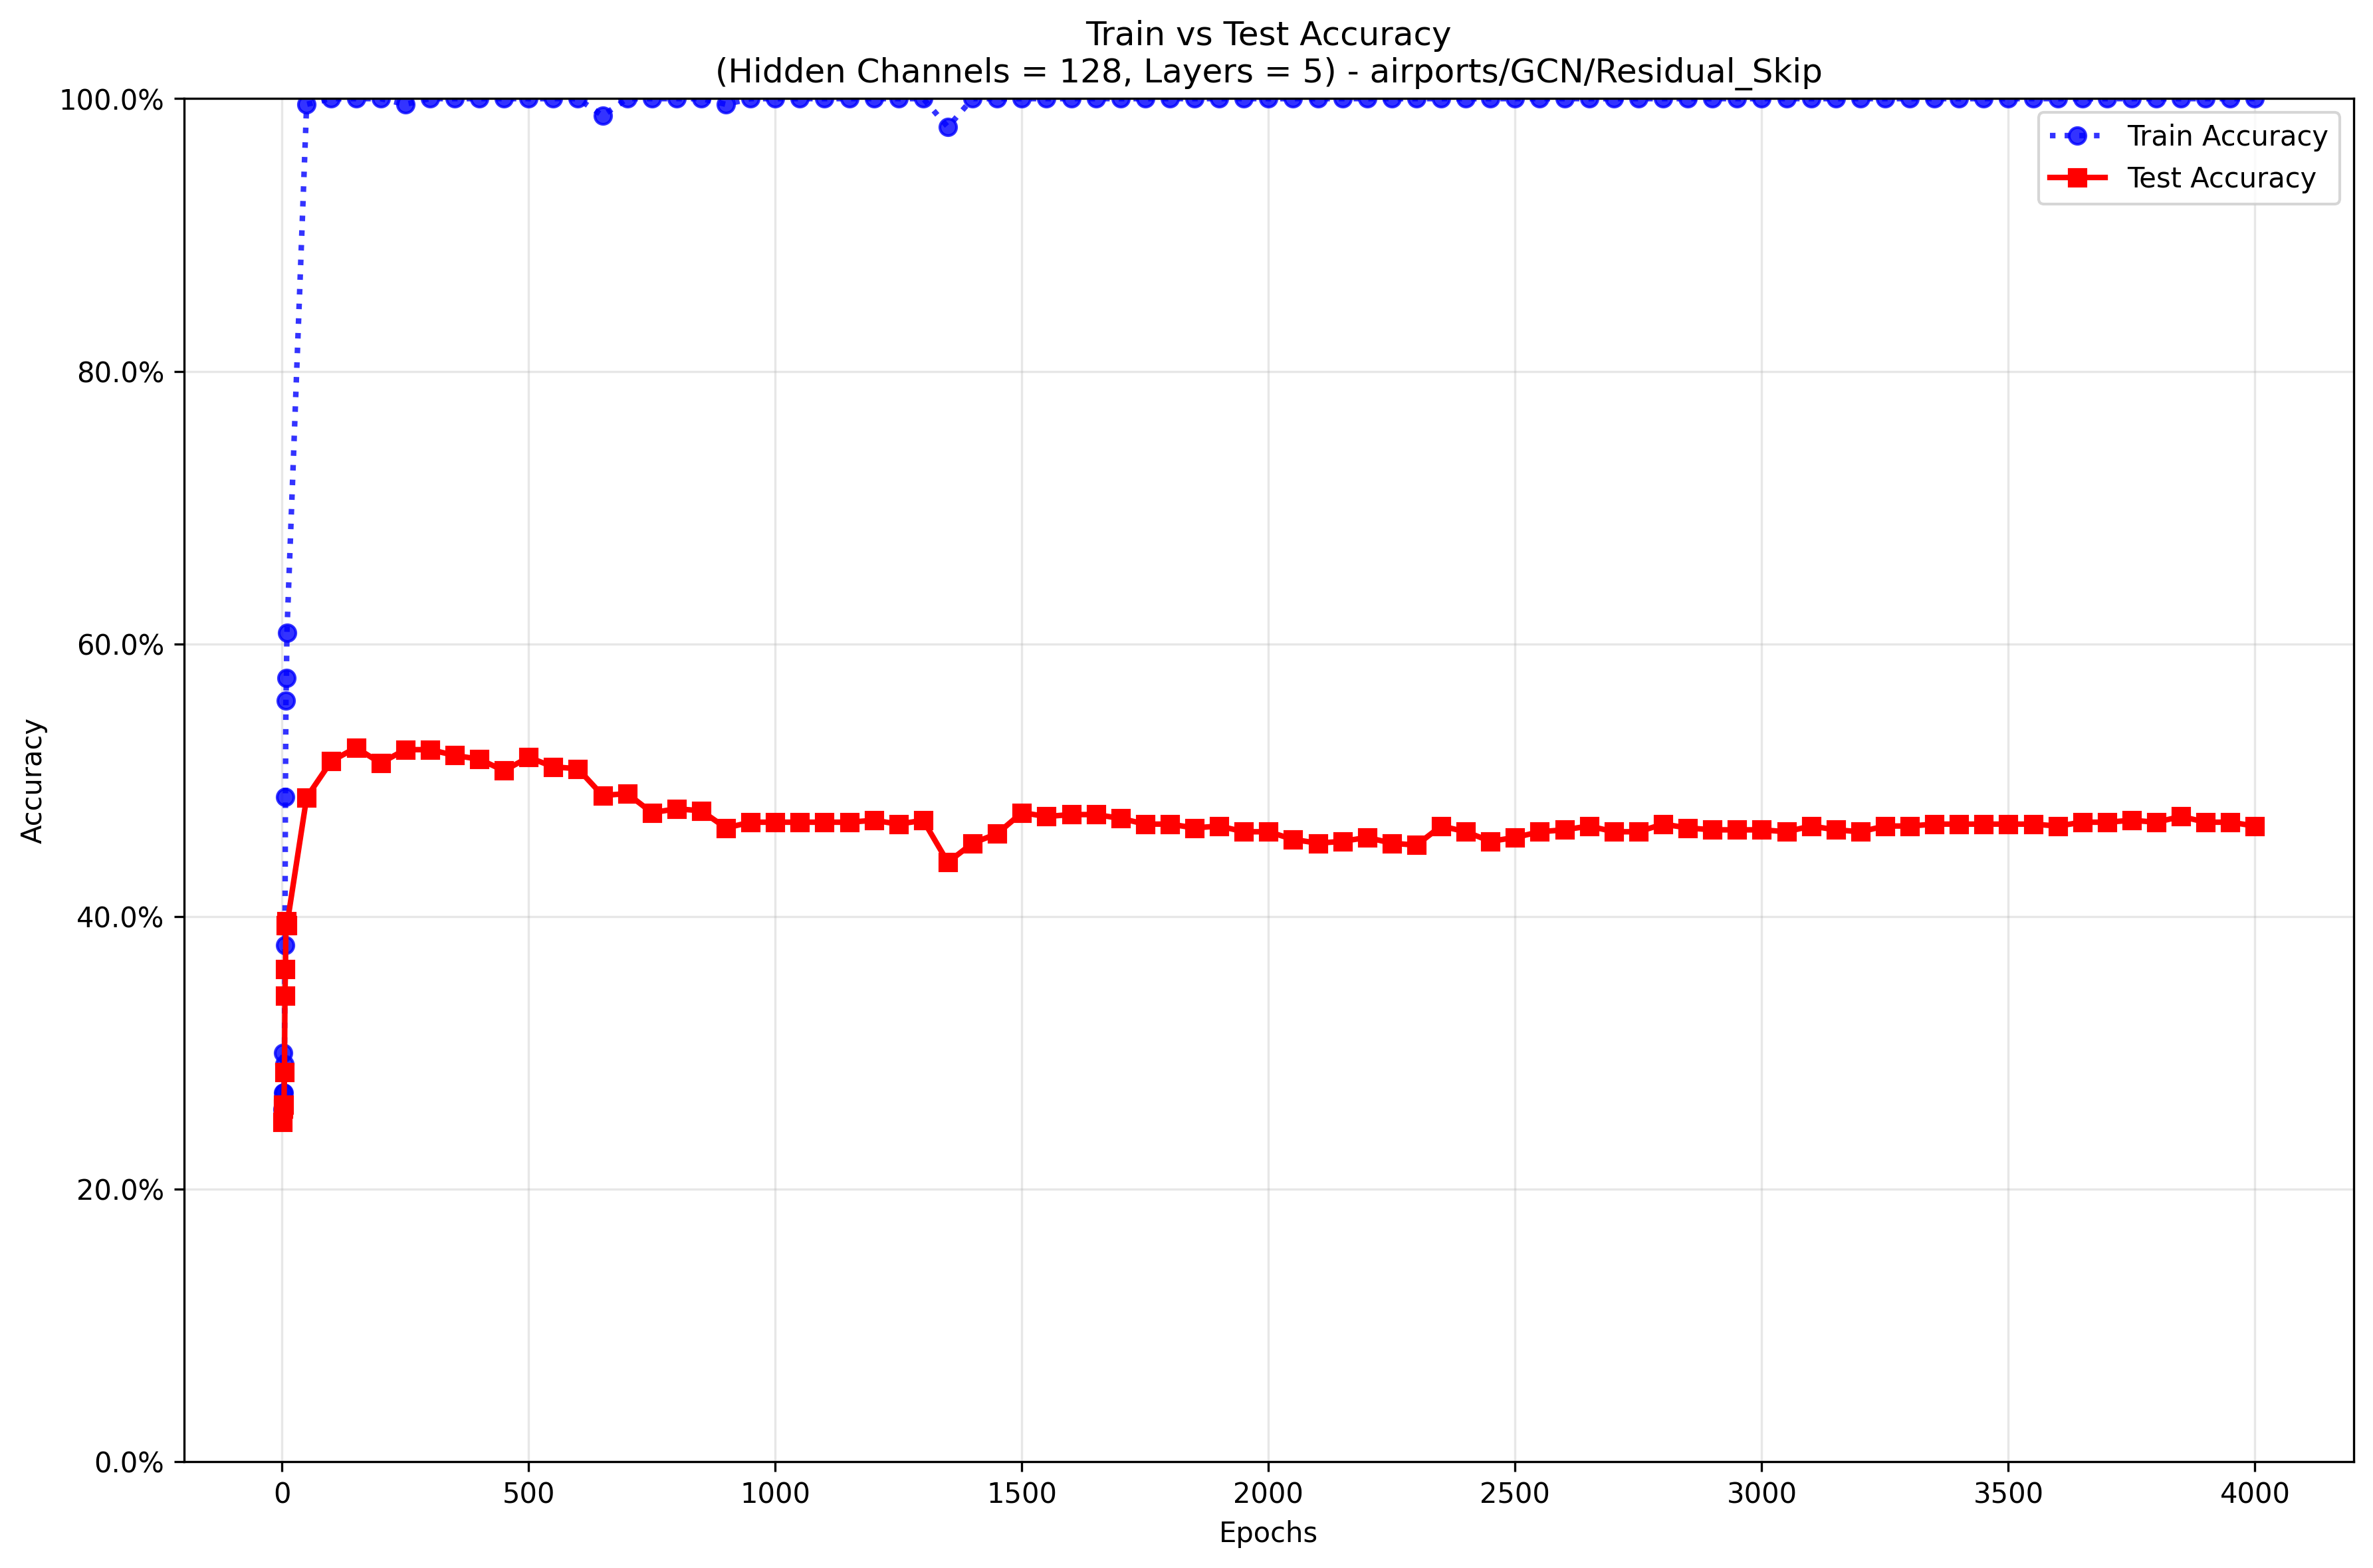 Train vs Test Accuracy
(Hidden Channels = 128, Layers = 5) - airports/GCN/Residual_Skip
100.0%
80.0%
60.0%
40.0%
20.0%
0.0%
Accuracy
Train Accuracy
Test Accuracy
0 500 1000 1500 2000 2500 3000 3500 4000
Epochs